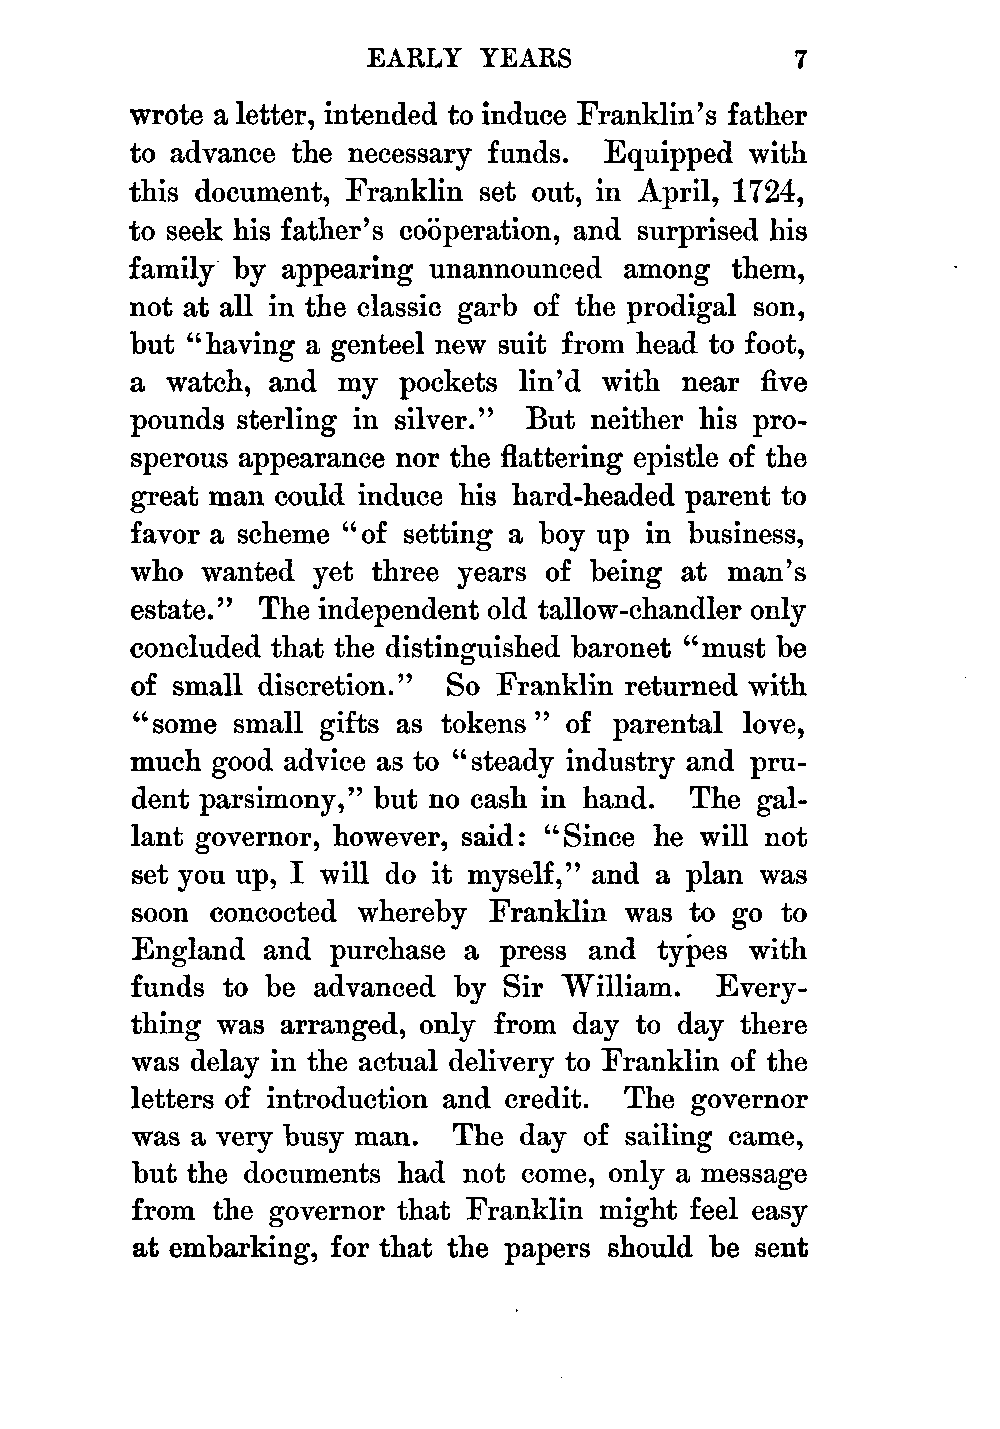 EARLY YEARS 7
wrote a letter, intended to induce Franklin's father
to advance the necessary funds. Equipped with
this document, Franklin set out, in April, 1724,
to seek his father's coöperation, and surprised his
family by appearing unannounced among them,
not at all in the classic garb of the prodigal son,
but "having a genteel new suit from head to foot,
a watch, and my pockets lin'd with near five
pounds sterling in silver." But neither his pro-
sperous appearance nor the flattering epistle of the
great man could induce his hard-headed parent to
favor a scheme "of setting a boy up in business,
who wanted yet three years of being at man's
estate." The independent old tallow-chandler only
concluded that the distinguished baronet "must be
of small discretion." So Franklin returned with
"some small gifts as tokens" of parental love,
much good advice as to "steady industry and pru-
dent parsimony," but no cash in hand. The gal-
lant governor, however, said: "Since he will not
set you up, I will do it myself," and a plan was
soon concocted whereby Franklin was to go to
England and purchase a press and types with
funds to be advanced by Sir William. Every-
thing was arranged, only from day to day there
was delay in the actual delivery to Franklin of the
letters of introduction and credit. The governor
was a very busy man. The day of sailing came,
but the documents had not come, only a message
from the governor that Franklin might feel easy
at embarking, for that the papers should be sent